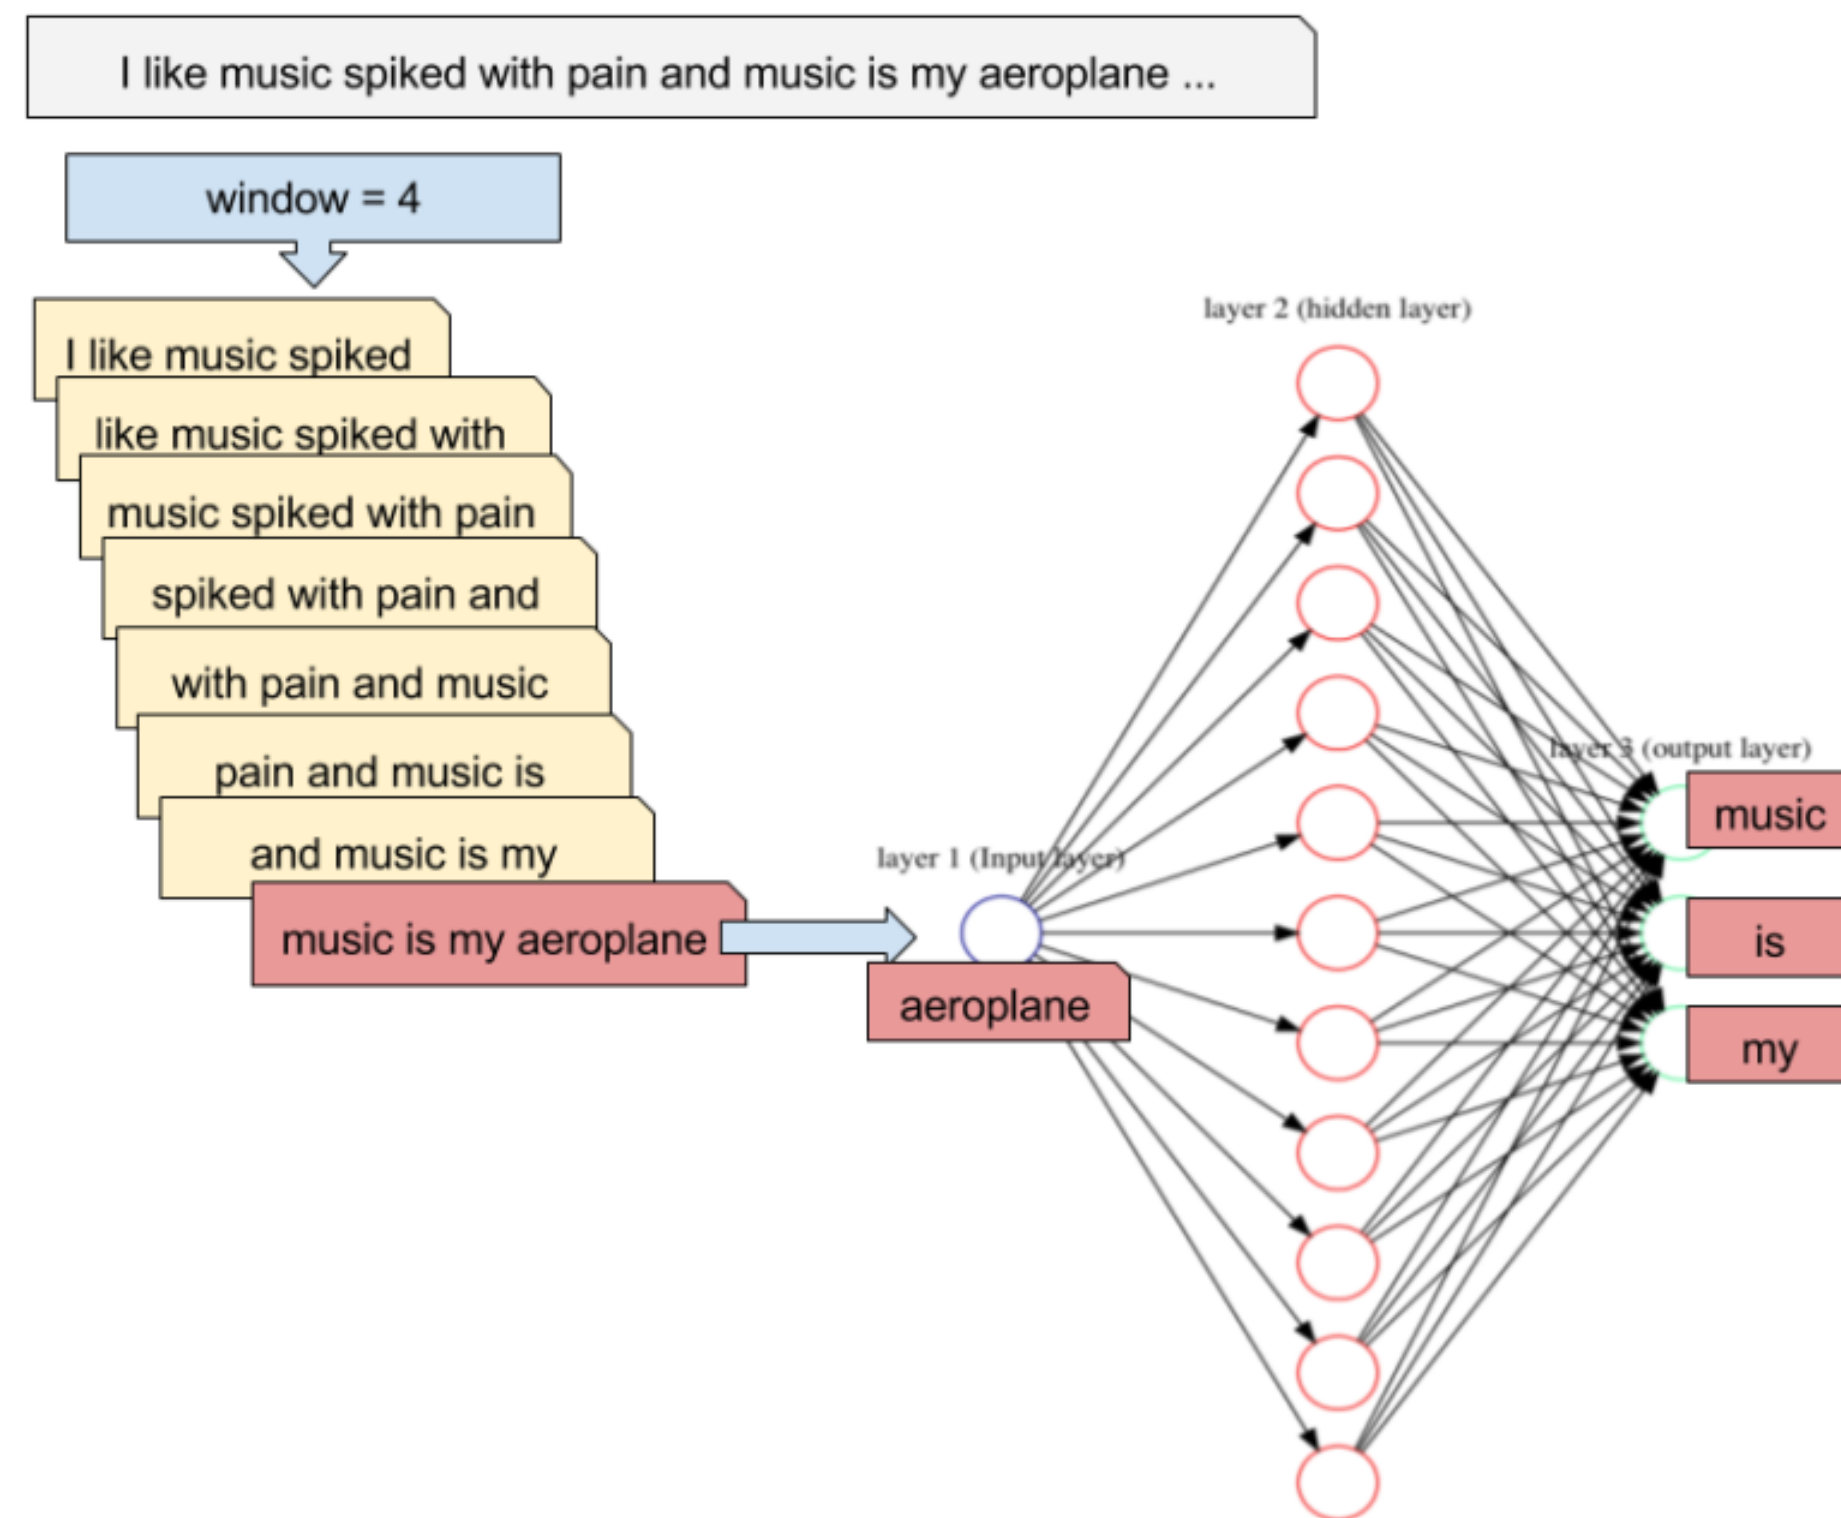 I like music spiked with pain and music is my aeroplane ...
window = 4
I like music spiked
like music spiked with
music spiked with pain
spiked with pain and
with pain and music
pain and music is
and music is my
music is my aeroplane
layer 1 (Input layer)
aeroplane
layer 2 (hidden layer)
layer 3 (output layer)
music
is
my